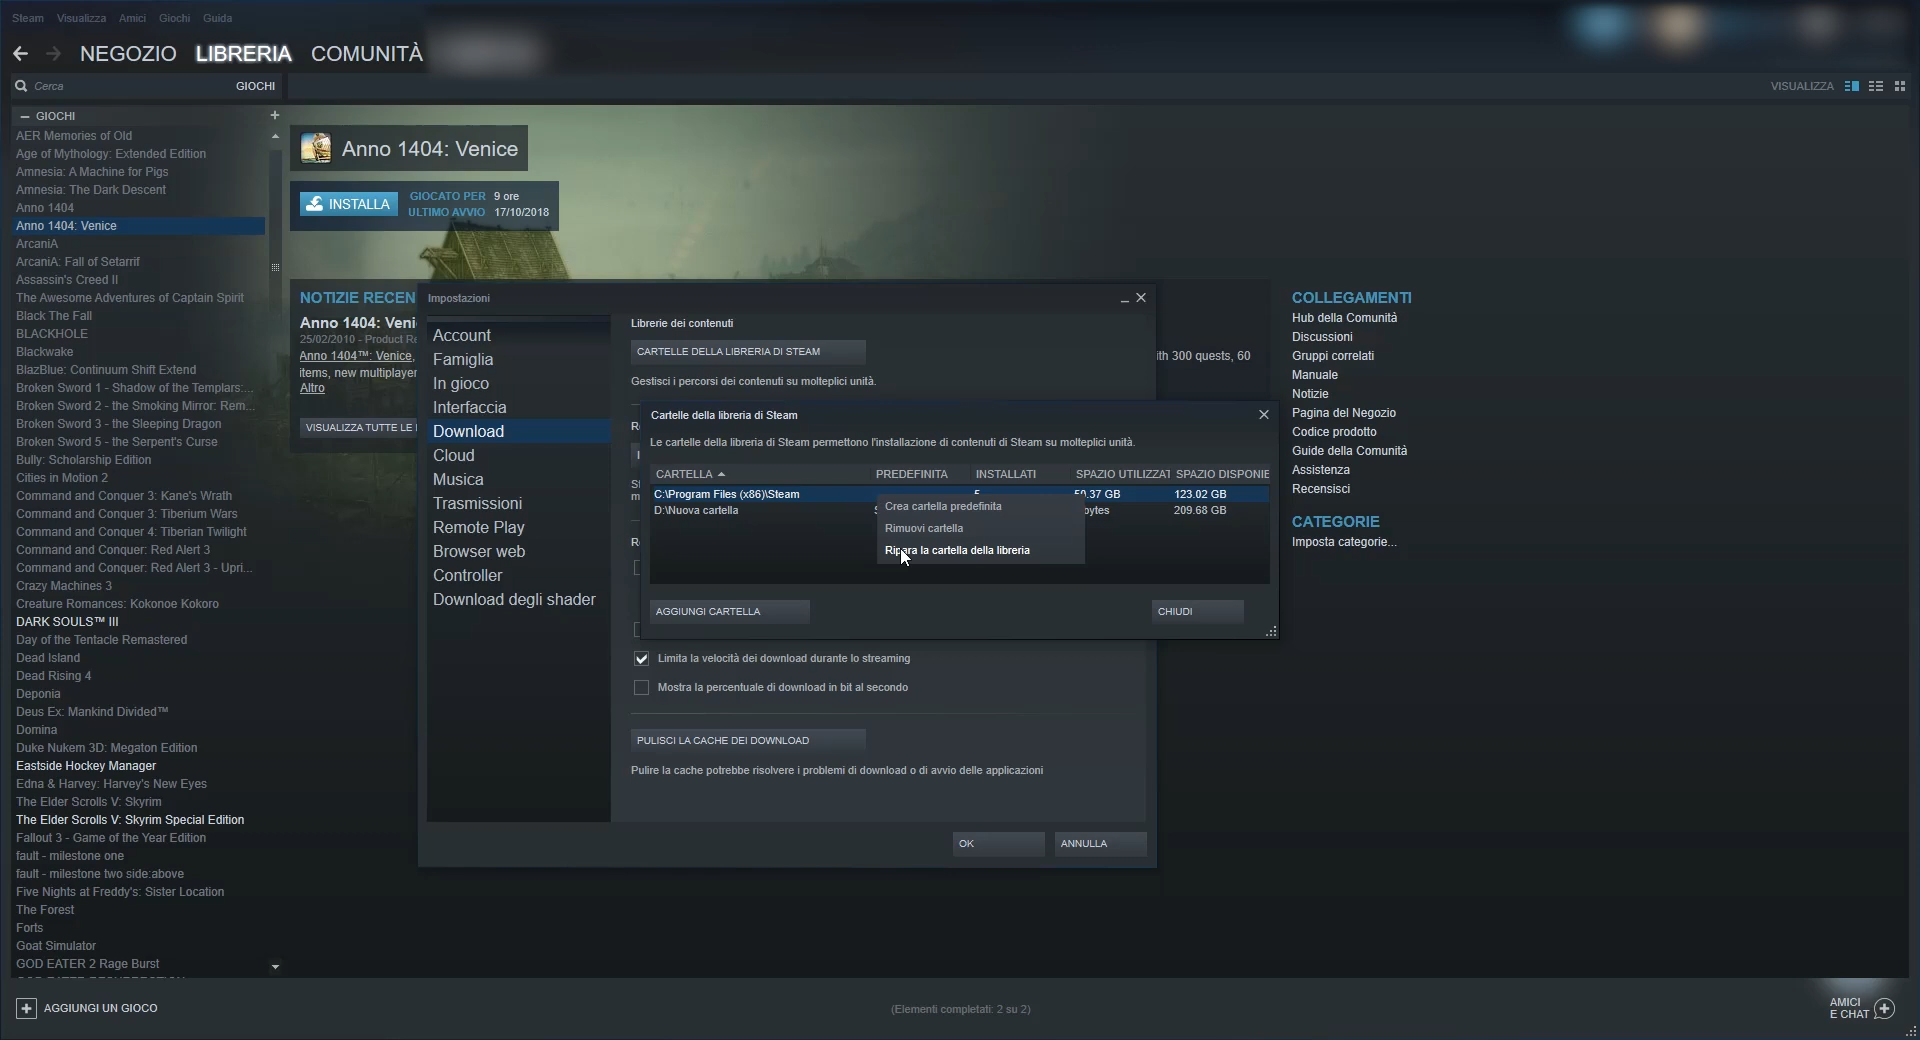 Steam Visualizza Amici Giochi Guida
NEGOZIO LIBRERIA COMUNITÀ
Cerca GIOCHI
VISUALIZZA
– GIOCHI +
AER Memories of Old
Age of Mythology: Extended Edition
Amnesia: A Machine for Pigs
Amnesia: The Dark Descent
Anno 1404
Anno 1404: Venice
ArcaniA
ArcaniA: Fall of Setarrif
Assassin's Creed II
The Awesome Adventures of Captain Spirit
Black The Fall
BLACKHOLE
Blackwake
BlazBlue: Continuum Shift Extend
Broken Sword 1 - Shadow of the Templars:...
Broken Sword 2 - the Smoking Mirror: Rem...
Broken Sword 3 - the Sleeping Dragon
Broken Sword 5 - the Serpent's Curse
Bully: Scholarship Edition
Cities in Motion 2
Command and Conquer 3: Kane's Wrath
Command and Conquer 3: Tiberium Wars
Command and Conquer 4: Tiberian Twilight
Command and Conquer: Red Alert 3
Command and Conquer: Red Alert 3 - Upri...
Crazy Machines 3
Creature Romances: Kokonoe Kokoro
DARK SOULS™ III
Day of the Tentacle Remastered
Dead Island
Dead Rising 4
Deponia
Deus Ex: Mankind Divided™
Domina
Duke Nukem 3D: Megaton Edition
Eastside Hockey Manager
Edna & Harvey: Harvey's New Eyes
The Elder Scrolls V: Skyrim
The Elder Scrolls V: Skyrim Special Edition
Fallout 3 - Game of the Year Edition
fault - milestone one
fault - milestone two side:above
Five Nights at Freddy's: Sister Location
The Forest
Forts
Goat Simulator
GOD EATER 2 Rage Burst
AGGIUNGI UN GIOCO
Anno 1404: Venice
INSTALLA
GIOCATO PER 9 ore
ULTIMO AVVIO 17/10/2018
NOTIZIE RECEN
Anno 1404: Veni
25/02/2010 - Product Re
Anno 1404™: Venice,
ith 300 quests, 60
items, new multiplayer
Altro
VISUALIZZA TUTTE LE
Impostazioni
Account
Famiglia
In gioco
Interfaccia
Download
Cloud
Musica
Trasmissioni
Remote Play
Browser web
Controller
Download degli shader
Librerie dei contenuti
CARTELLE DELLA LIBRERIA DI STEAM
Gestisci i percorsi dei contenuti su molteplici unità.
Cartelle della libreria di Steam
Le cartelle della libreria di Steam permettono l'installazione di contenuti di Steam su molteplici unità.
CARTELLA PREDEFINITA INSTALLATI SPAZIO UTILIZZAT SPAZIO DISPONIE
C:\Program Files (x86)\Steam 5 50.37 GB 123.02 GB
D:\Nuova cartella bytes 209.68 GB
Crea cartella predefinita
Rimuovi cartella
Ripara la cartella della libreria
AGGIUNGI CARTELLA CHIUDI
Limita la velocità dei download durante lo streaming
Mostra la percentuale di download in bit al secondo
PULISCI LA CACHE DEI DOWNLOAD
Pulire la cache potrebbe risolvere i problemi di download o di avvio delle applicazioni
OK ANNULLA
COLLEGAMENTI
Hub della Comunità
Discussioni
Gruppi correlati
Manuale
Notizie
Pagina del Negozio
Codice prodotto
Guide della Comunità
Assistenza
Recensisci
CATEGORIE
Imposta categorie...
(Elementi completati: 2 su 2)
AMICI
E CHAT